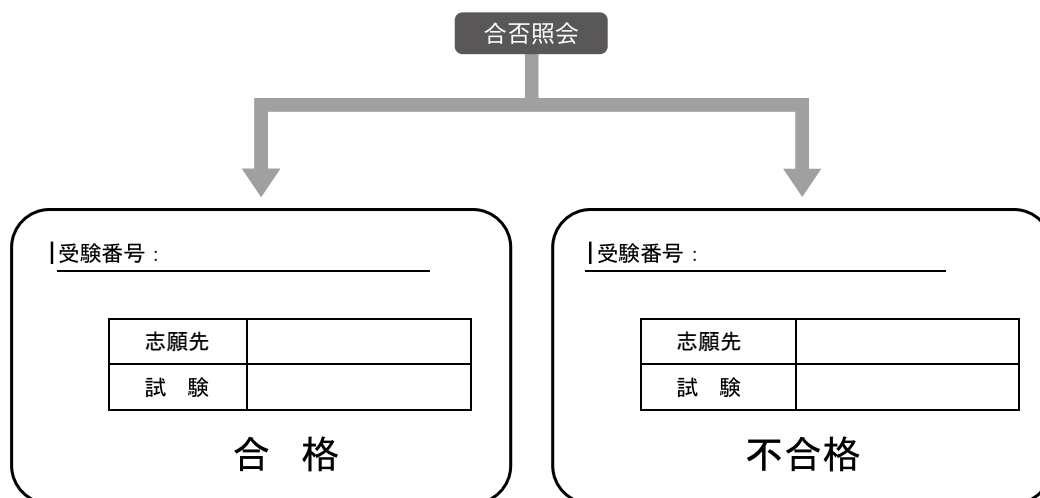 合否照会
受験番号：
志願先
試　験
合　格
受験番号：
志願先
試　験
不合格